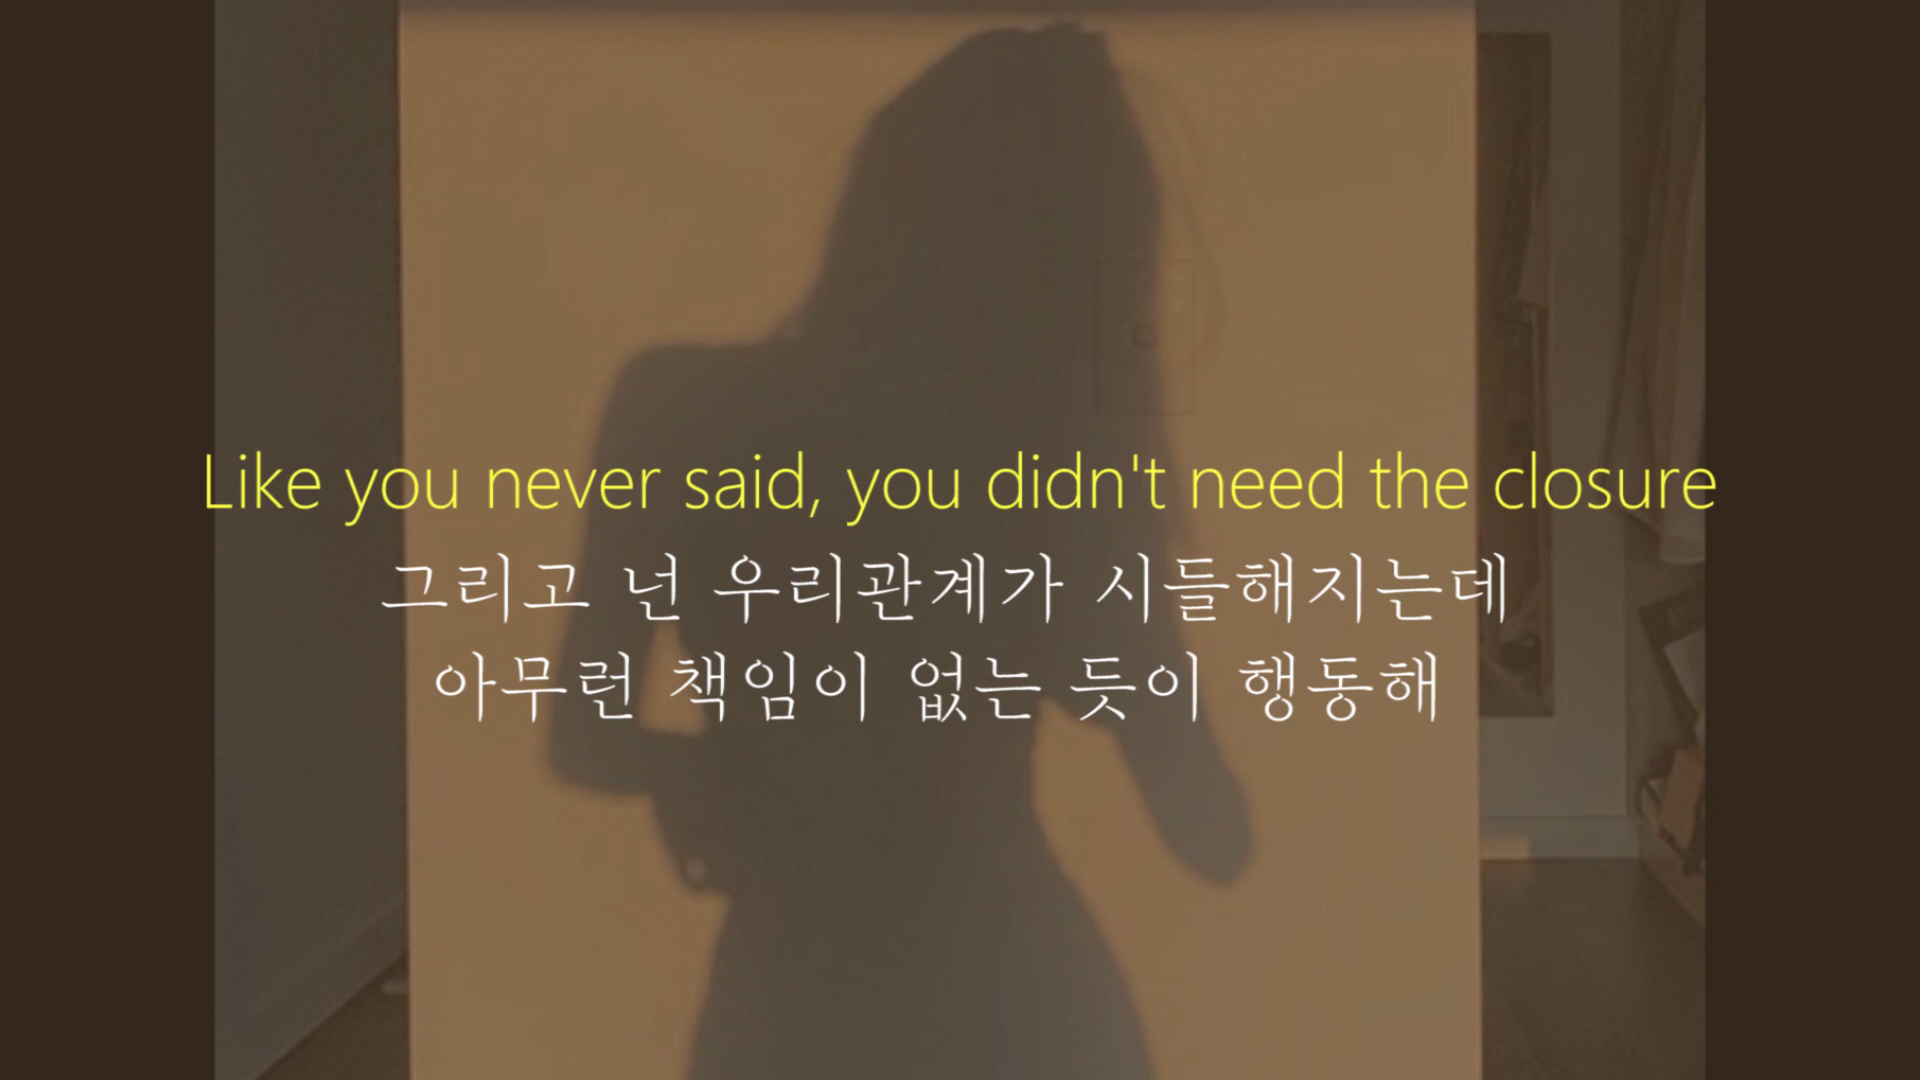 Like you never said, you didn't need the closure
그리고 넌 우리관계가 시들해지는데
아무런 책임이 없는 듯이 행동해